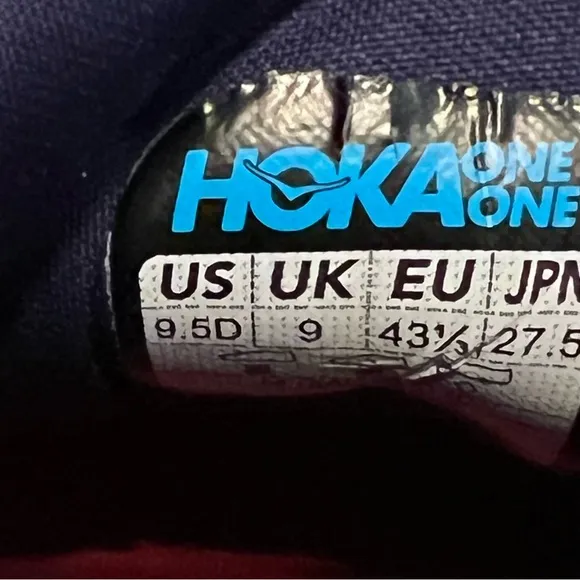 HOKA ONE ONE
US UK EU JPN
9.5D 9 43⅓ 27.5